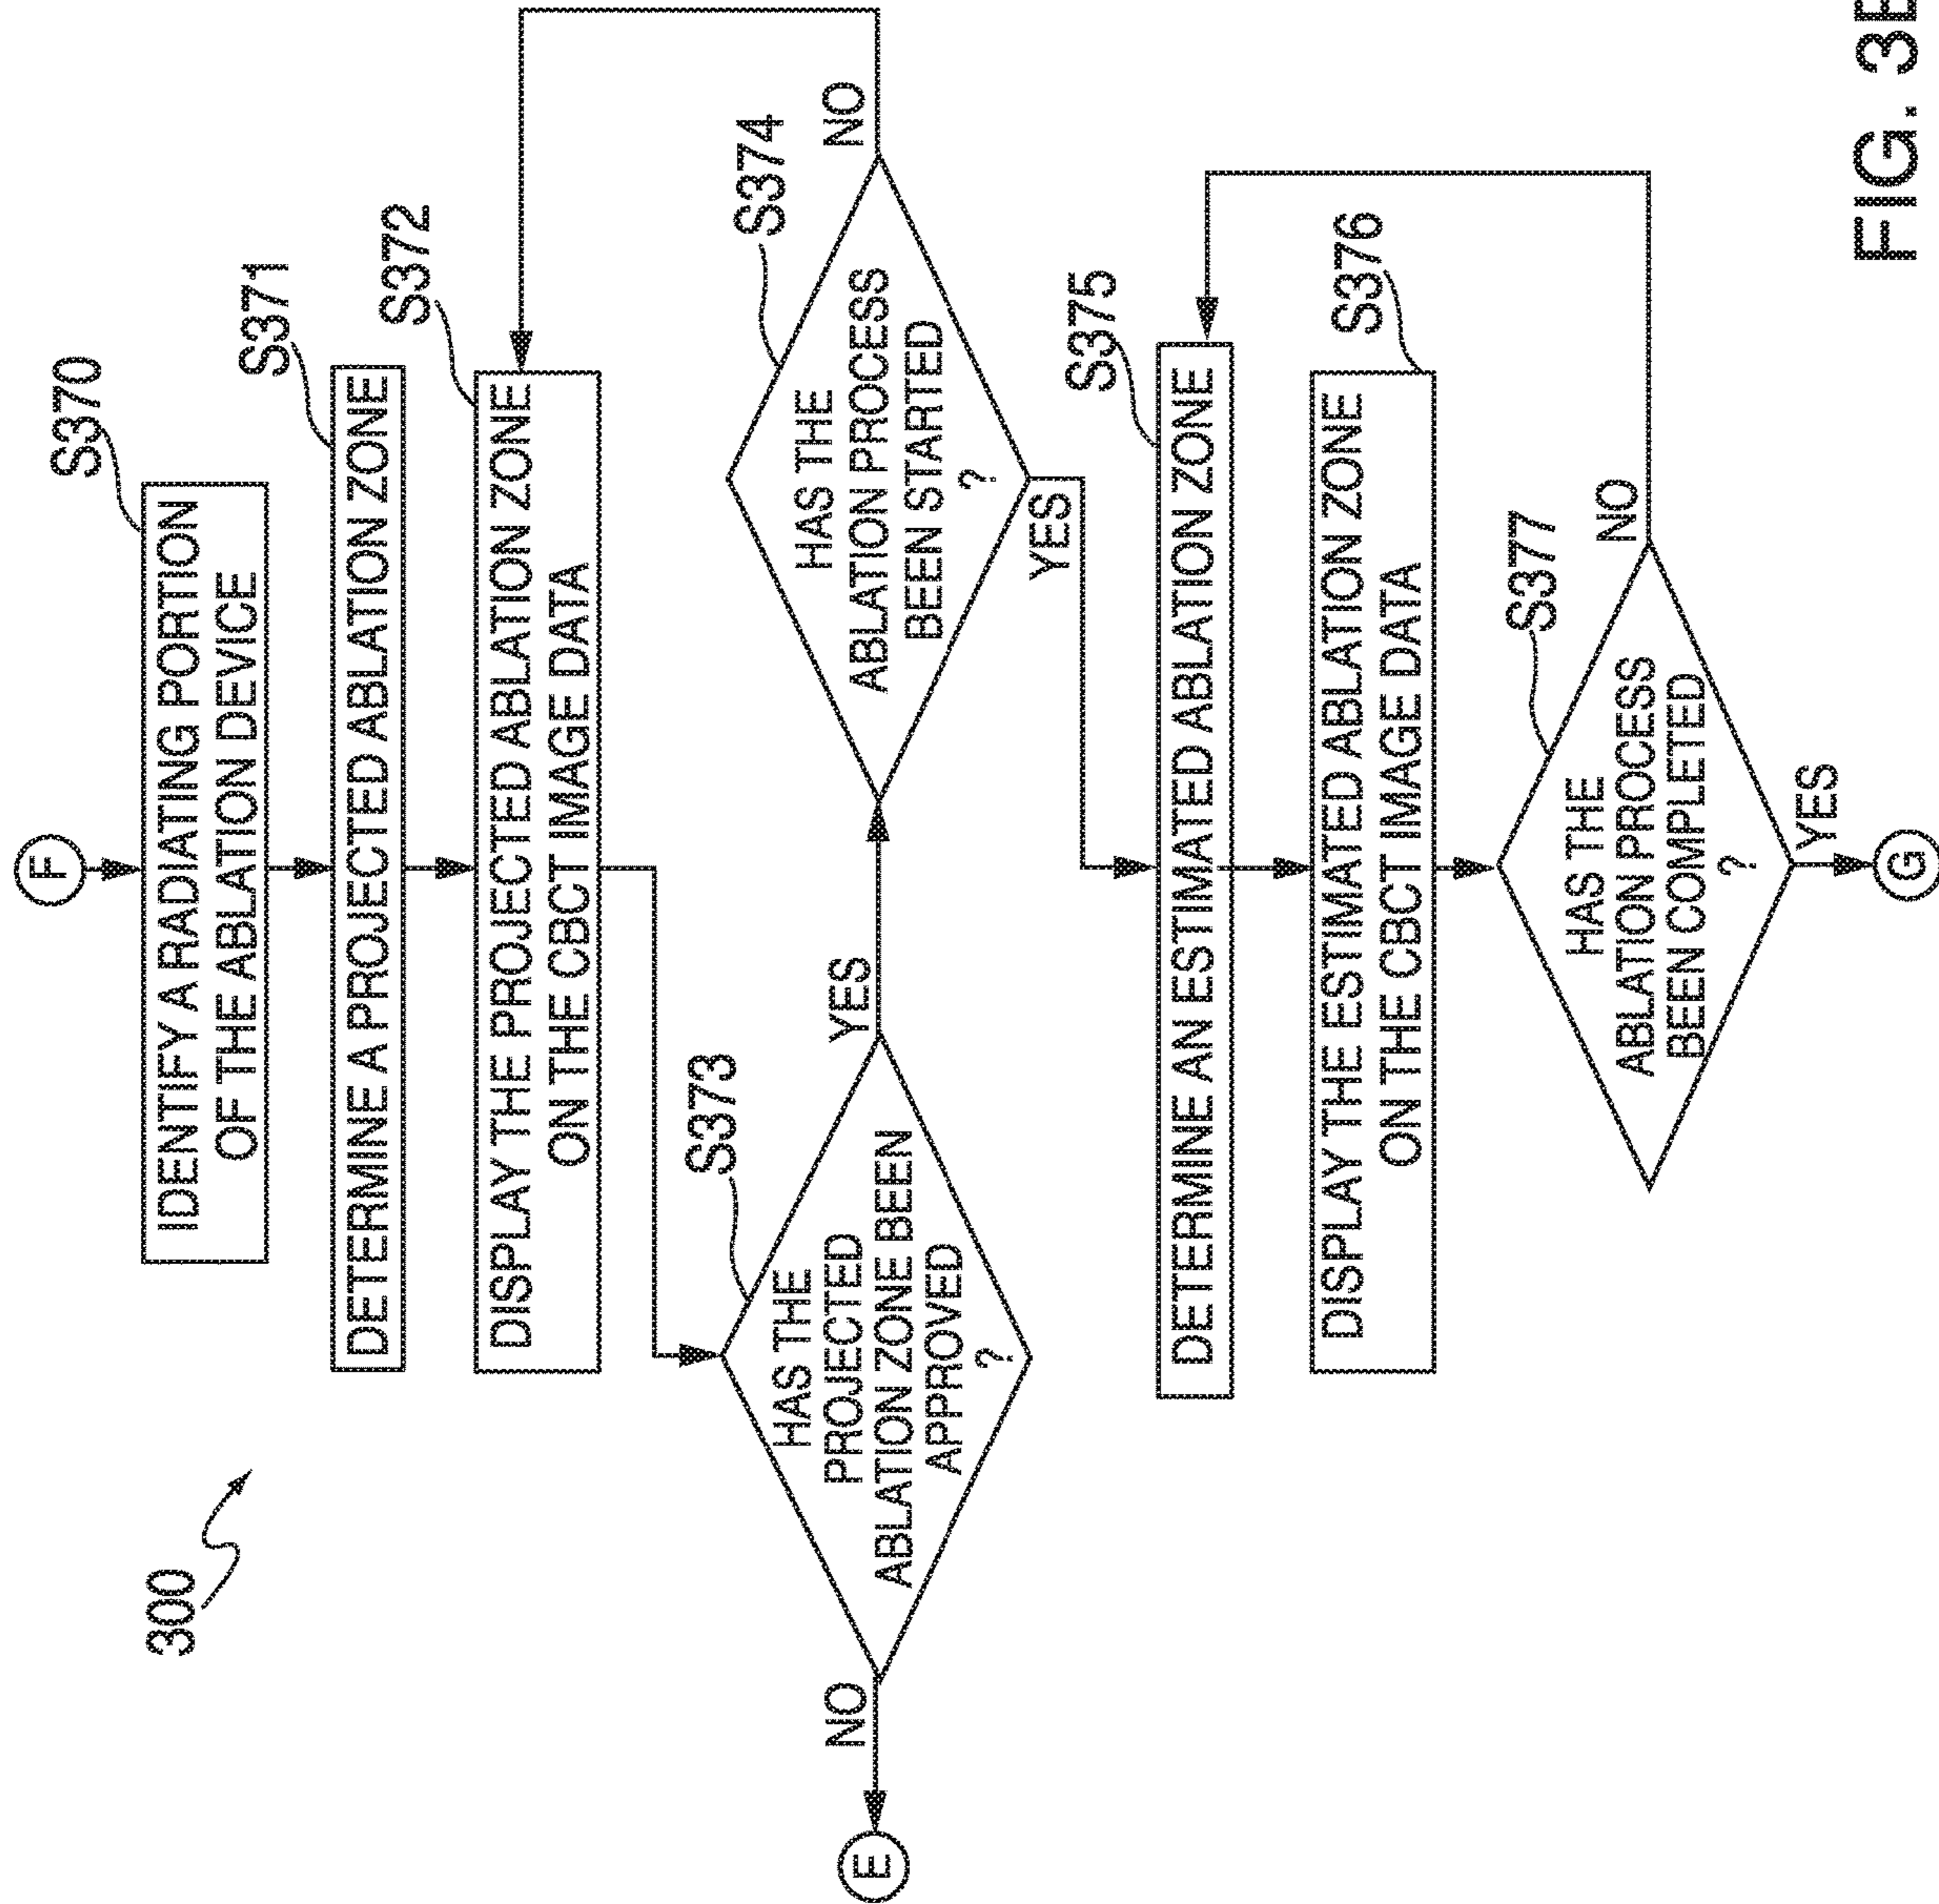 300
F
S370
IDENTIFY A RADIATING PORTION
OF THE ABLATION DEVICE
S371
DETERMINE A PROJECTED ABLATION ZONE
S372
DISPLAY THE PROJECTED ABLATION ZONE
ON THE CBCT IMAGE DATA
S373
HAS THE
PROJECTED
ABLATION ZONE BEEN
APPROVED
?
NO
E
YES
S374
HAS THE
ABLATION PROCESS
BEEN STARTED
?
NO
YES
S375
DETERMINE AN ESTIMATED ABLATION ZONE
S376
DISPLAY THE ESTIMATED ABLATION ZONE
ON THE CBCT IMAGE DATA
S377
HAS THE
ABLATION PROCESS
BEEN COMPLETED
?
NO
YES
G
FIG. 3E